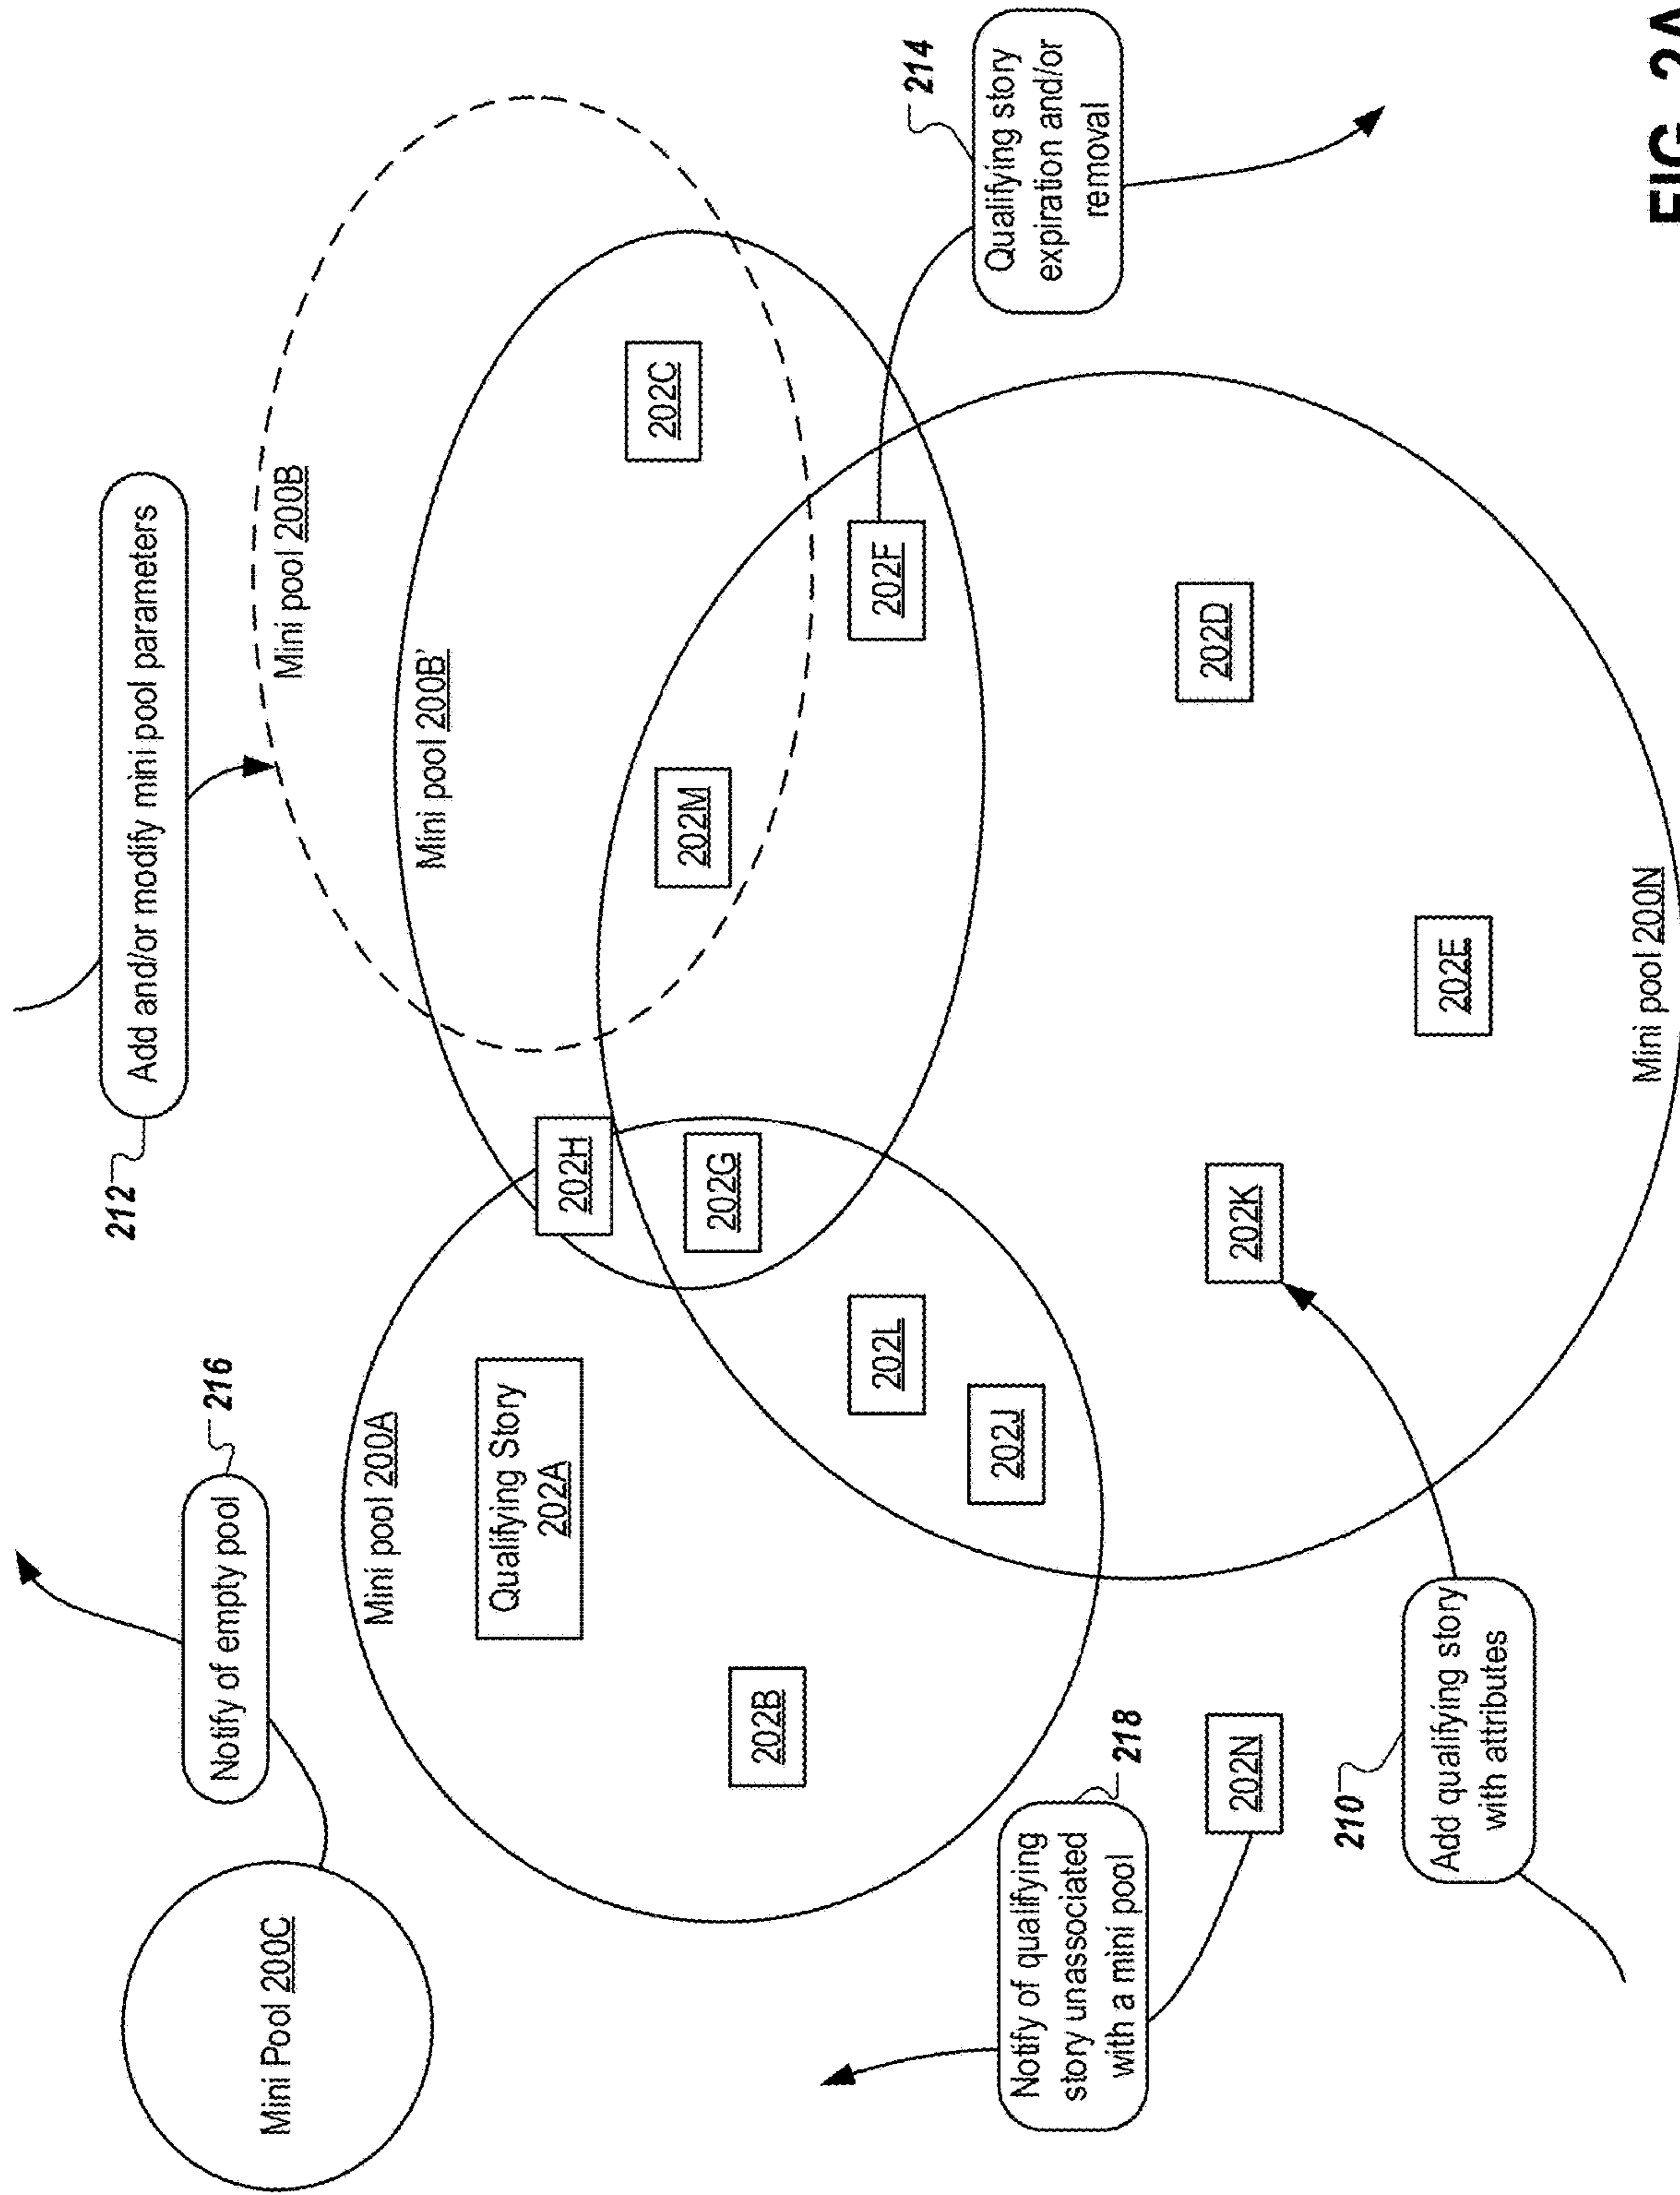 212
Add and/or modify mini pool parameters
Notify of empty pool
216
Mini Pool 200C
Mini pool 200B
Mini pool 200A
Mini pool 200B'
Qualifying Story
202A
202H
202C
202M
202G
202B
202L
202F
214
Qualifying story
expiration and/or
removal
202J
Notify of qualifying
story unassociated
with a mini pool
218
202N
202K
202D
210
Add qualifying story
with attributes
202E
Mini pool 200N
FIG. 2A